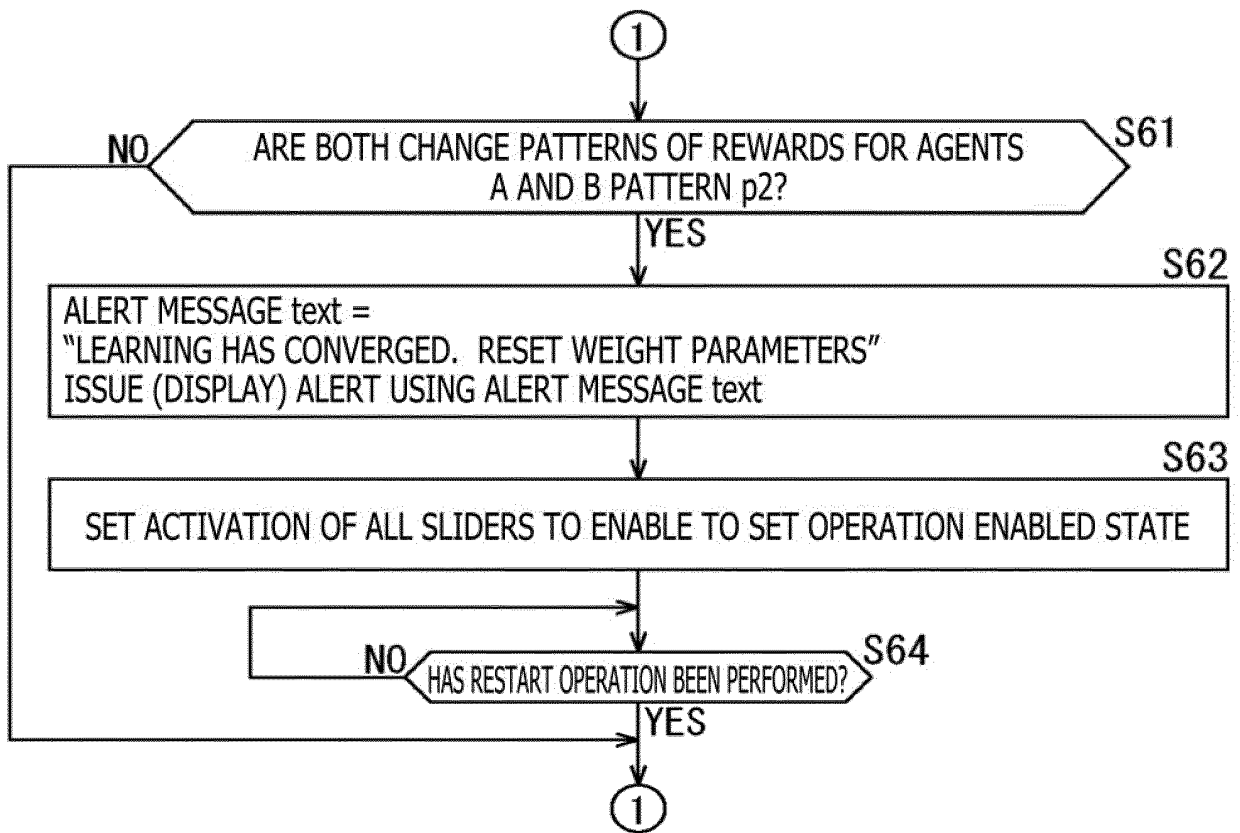 1
S61
NO
ARE BOTH CHANGE PATTERNS OF REWARDS FOR AGENTS
A AND B PATTERN p2?
YES
S62
ALERT MESSAGE text =
“LEARNING HAS CONVERGED. RESET WEIGHT PARAMETERS”
ISSUE (DISPLAY) ALERT USING ALERT MESSAGE text
S63
SET ACTIVATION OF ALL SLIDERS TO ENABLE TO SET OPERATION ENABLED STATE
S64
NO
HAS RESTART OPERATION BEEN PERFORMED?
YES
1